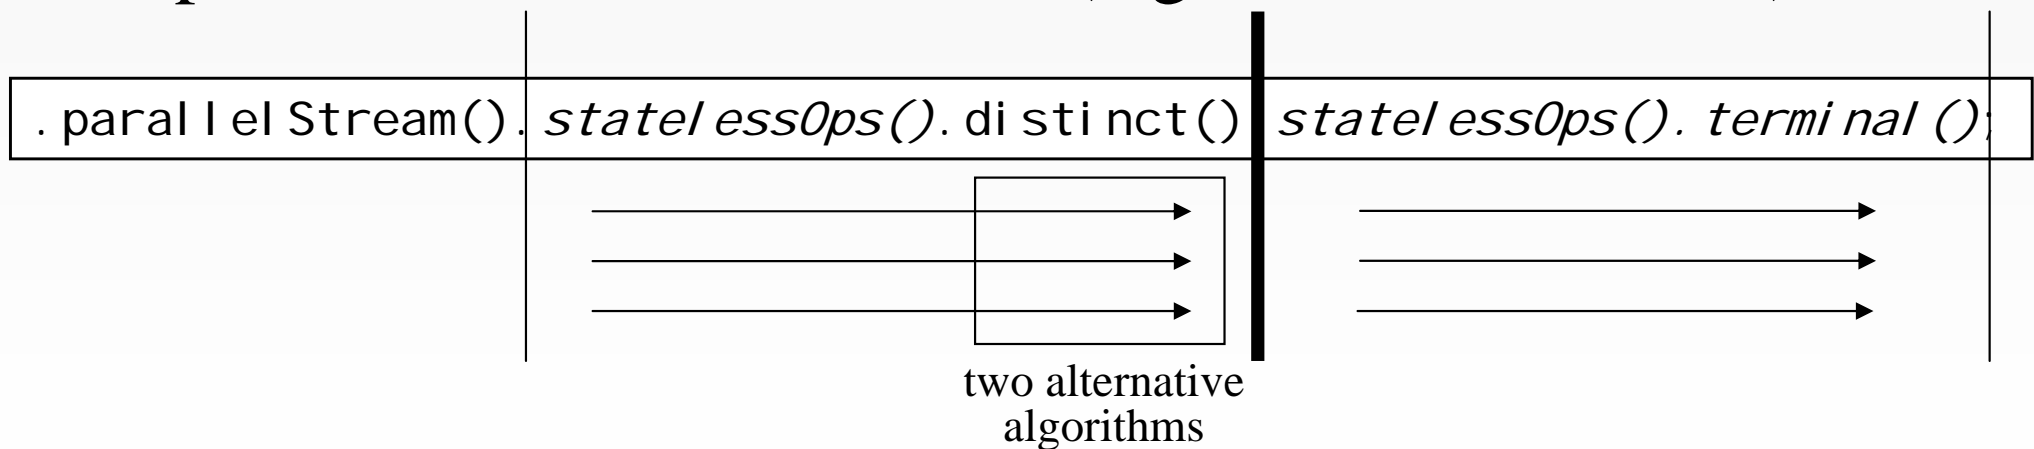 .parallelStream().statelessOps().distinct() statelessOps().terminal();
two alternative
algorithms